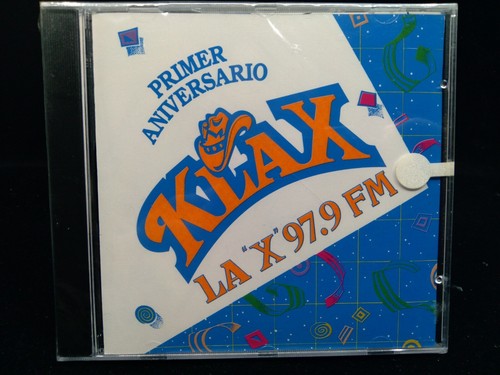 PRIMER
ANIVERSARIO
KLAX
LA "X" 97.9 FM